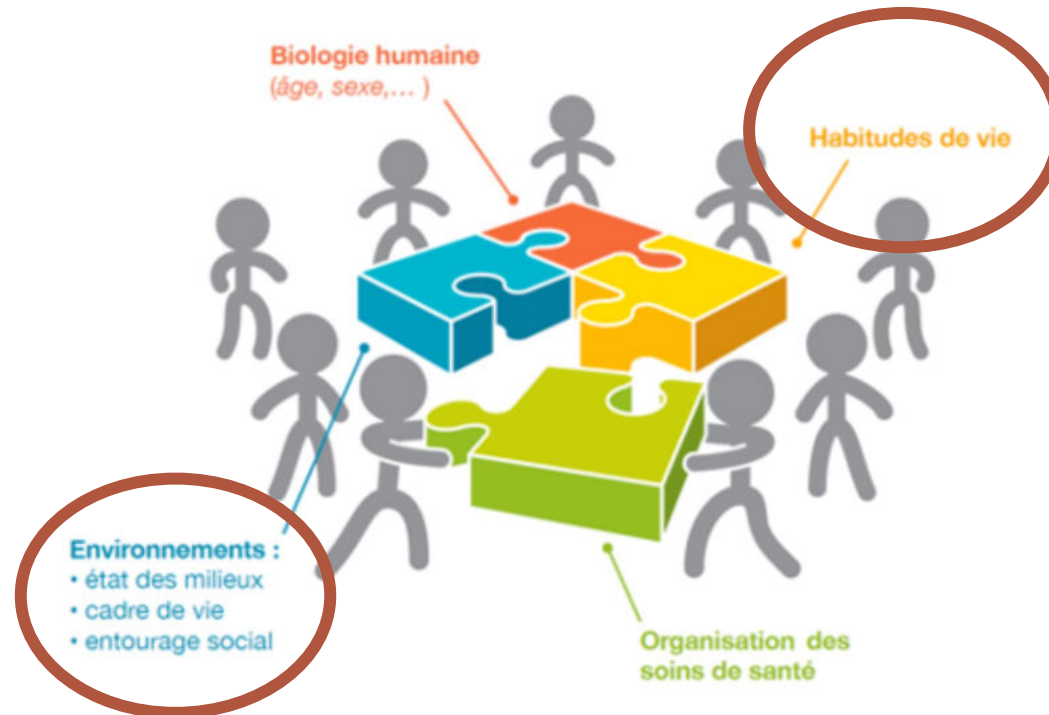 Biologie humaine
(âge, sexe,... )
Habitudes de vie
Environnements :
• état des milieux
• cadre de vie
• entourage social
Organisation des
soins de santé